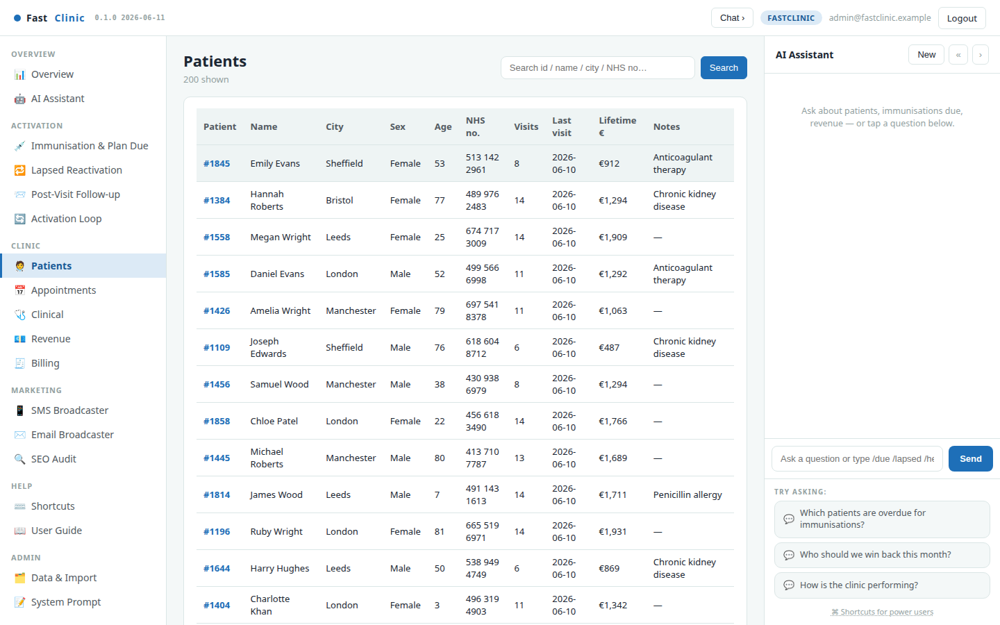 Fast Clinic 0.1.0 2026-06-11
Chat ›
FASTCLINIC
admin@fastclinic.example
Logout
OVERVIEW
Overview
AI Assistant
ACTIVATION
Immunisation & Plan Due
Lapsed Reactivation
Post-Visit Follow-up
Activation Loop
CLINIC
Patients
Appointments
Clinical
Revenue
Billing
MARKETING
SMS Broadcaster
Email Broadcaster
SEO Audit
HELP
Shortcuts
User Guide
ADMIN
Data & Import
System Prompt
Patients
200 shown
Search id / name / city / NHS no…
Search
Patient Name City Sex Age NHS no. Visits Last visit Lifetime € Notes
#1845 Emily Evans Sheffield Female 53 513 142 2961 8 2026-06-10 €912 Anticoagulant therapy
#1384 Hannah Roberts Bristol Female 77 489 976 2483 14 2026-06-10 €1,294 Chronic kidney disease
#1558 Megan Wright Leeds Female 25 674 717 3009 14 2026-06-10 €1,909 —
#1585 Daniel Evans London Male 52 499 566 6998 11 2026-06-10 €1,292 Anticoagulant therapy
#1426 Amelia Wright Manchester Female 79 697 541 8378 11 2026-06-10 €1,063 —
#1109 Joseph Edwards Sheffield Male 76 618 604 8712 6 2026-06-10 €487 Chronic kidney disease
#1456 Samuel Wood Manchester Male 38 430 938 6979 8 2026-06-10 €1,294 —
#1858 Chloe Patel London Female 22 456 618 3490 14 2026-06-10 €1,766 —
#1445 Michael Roberts Manchester Male 80 413 710 7787 13 2026-06-10 €1,689 —
#1814 James Wood Leeds Male 7 491 143 1613 14 2026-06-10 €1,711 Penicillin allergy
#1196 Ruby Wright London Female 81 665 519 6971 14 2026-06-10 €1,931 —
#1644 Harry Hughes Leeds Male 50 538 949 4749 6 2026-06-10 €869 Chronic kidney disease
#1404 Charlotte Khan London Female 3 496 319 4903 11 2026-06-10 €1,342 —
AI Assistant
New
«
›
Ask about patients, immunisations due,
revenue — or tap a question below.
Ask a question or type /due /lapsed /he
Send
TRY ASKING:
Which patients are overdue for
immunisations?
Who should we win back this month?
How is the clinic performing?
⌘ Shortcuts for power users